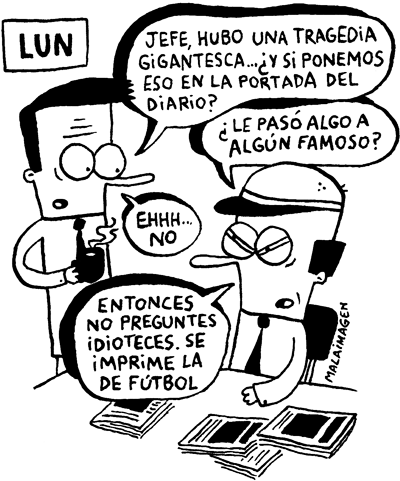 LUN
JEFE, HUBO UNA TRAGEDIA
GIGANTESCA...¿Y SI PONEMOS
ESO EN LA PORTADA DEL
DIARIO?
¿LE PASÓ ALGO A
ALGÚN FAMOSO?
EHHH...
NO
ENTONCES
NO PREGUNTES
IDIOTECES. SE
IMPRIME LA
DE FÚTBOL
MALAIMAGEN